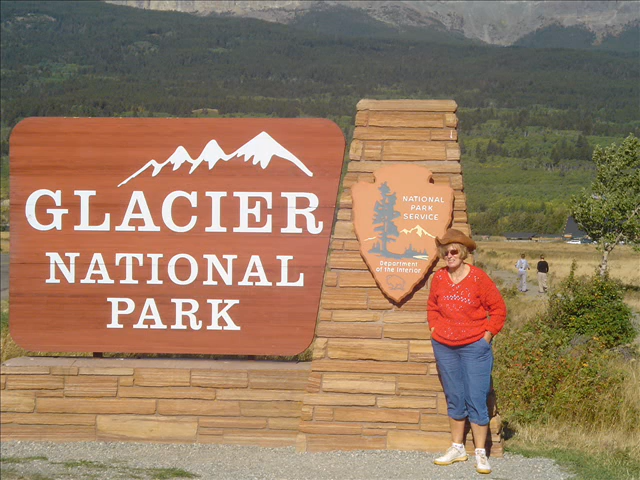 GLACIER
NATIONAL
PARK
NATIONAL
PARK
SERVICE
Department
of the Interior